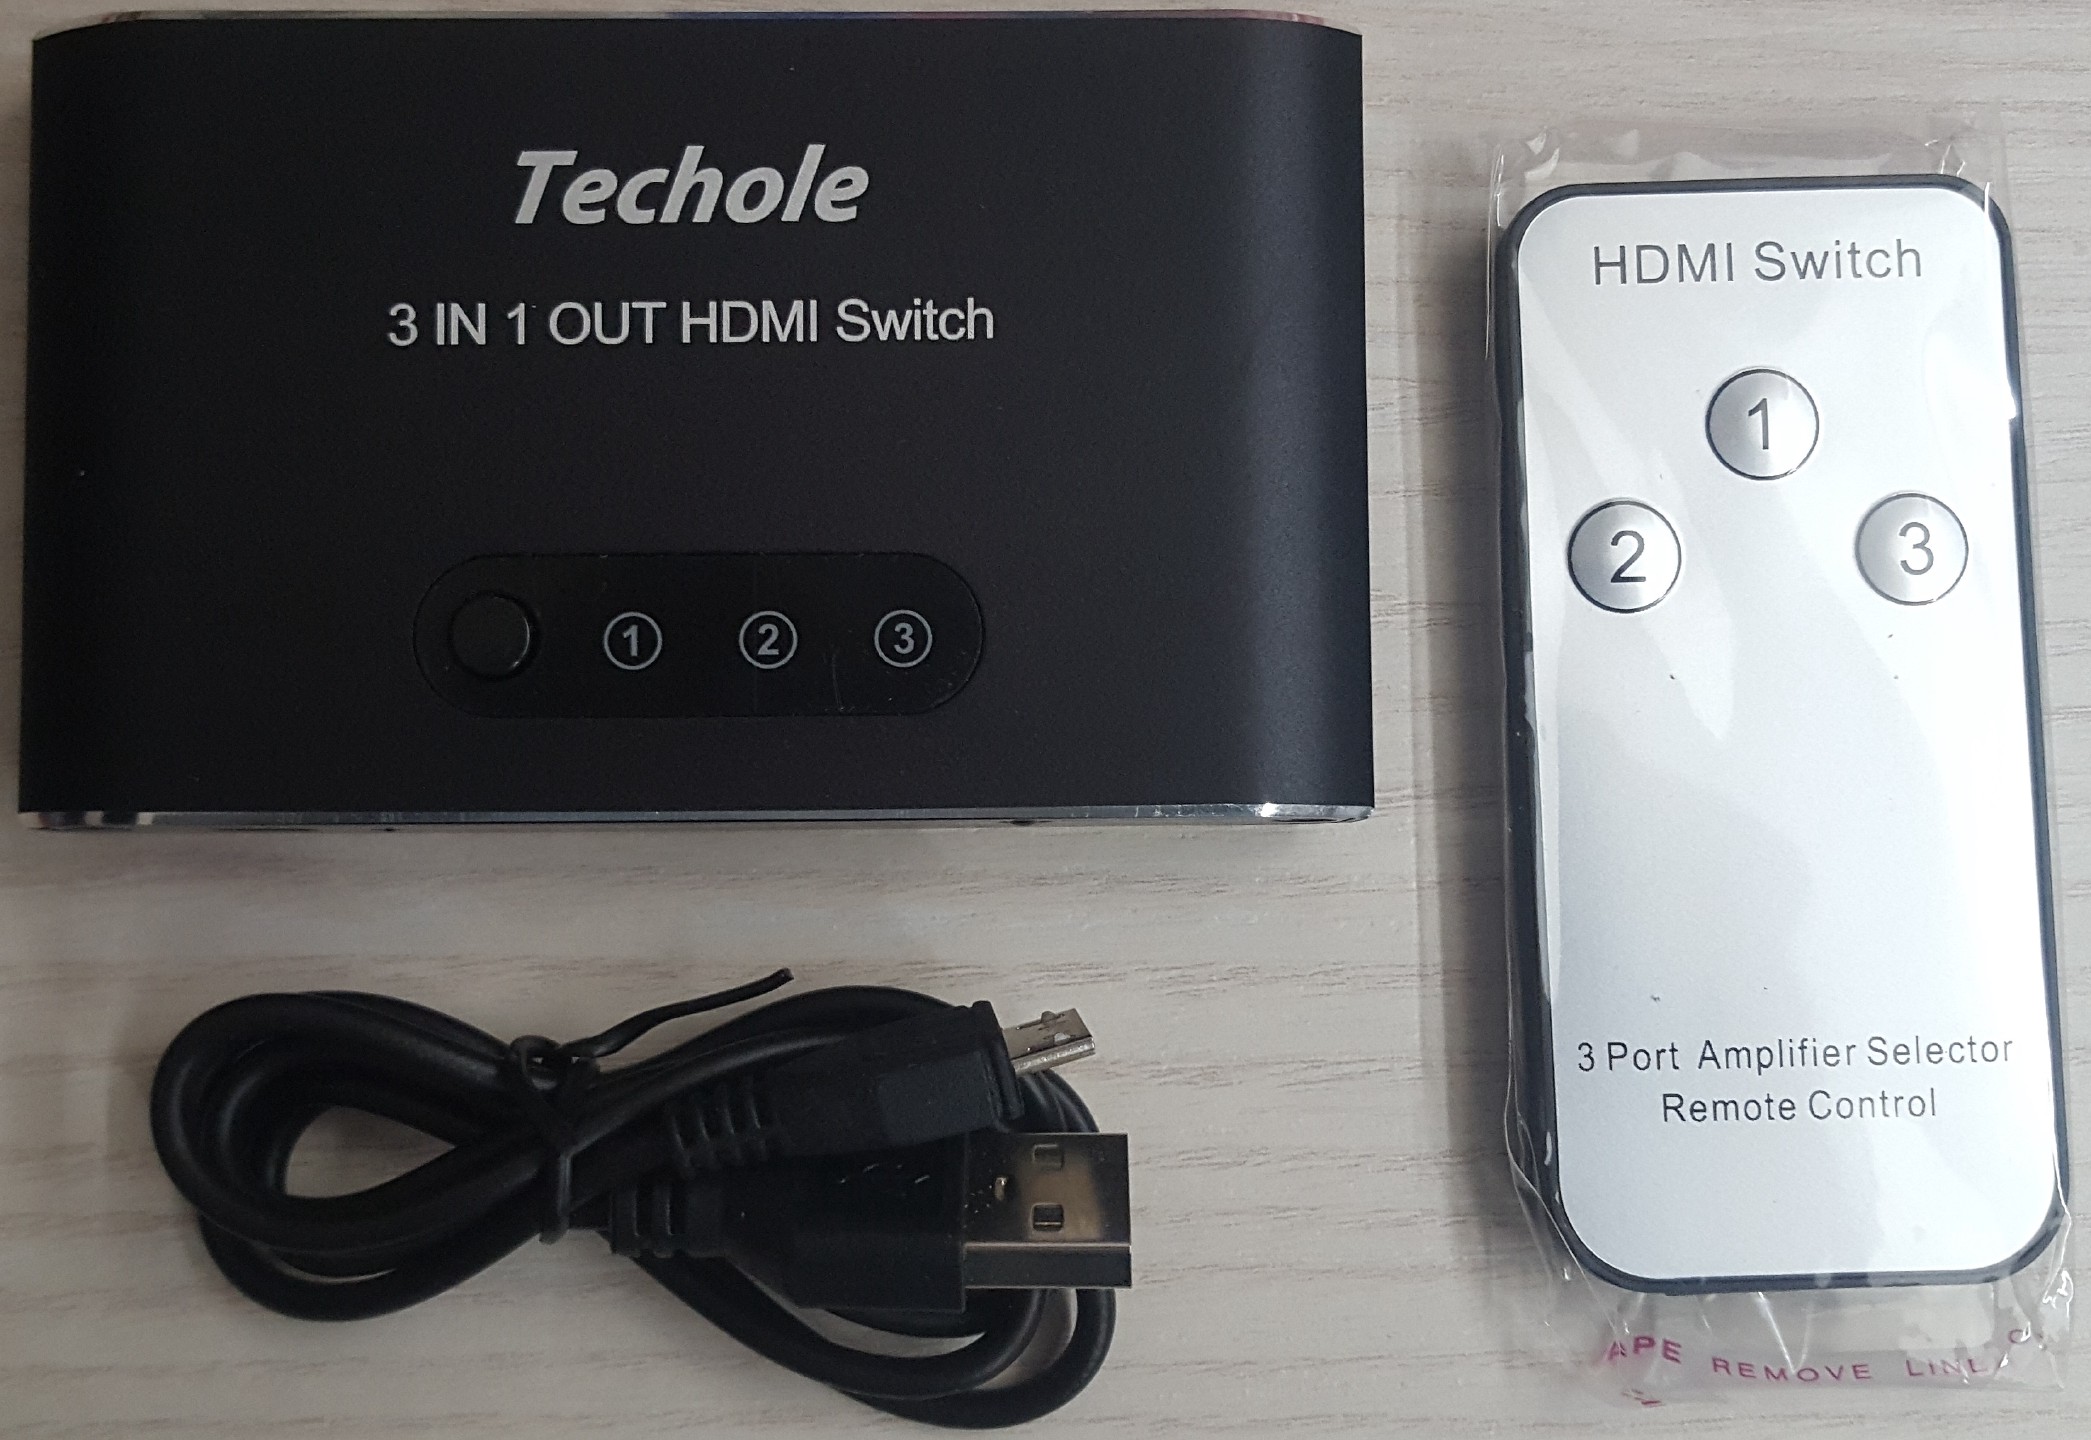 Techole
3 IN 1 OUT HDMI Switch
1 2 3
HDMI Switch
1
2 3
3 Port Amplifier Selector
Remote Control
REMOVE